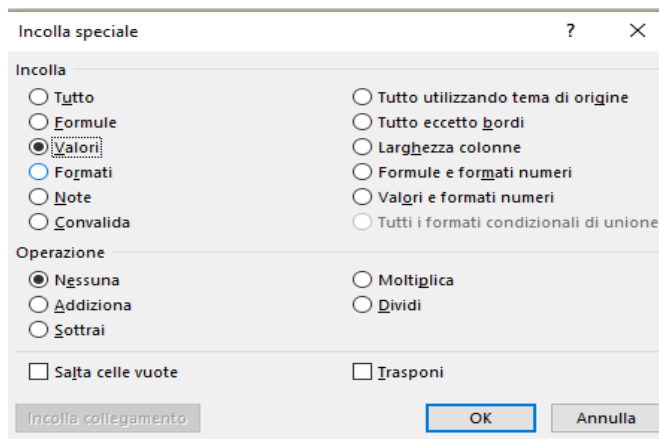 Incolla speciale ?
Incolla
Tutto
Formule
Valori
Formati
Note
Convalida
Tutto utilizzando tema di origine
Tutto eccetto bordi
Larghezza colonne
Formule e formati numeri
Valori e formati numeri
Tutti i formati condizionali di unione
Operazione
Nessuna
Addiziona
Sottrai
Moltiplica
Dividi
Salta celle vuote
Trasponi
Incolla collegamento
OK
Annulla